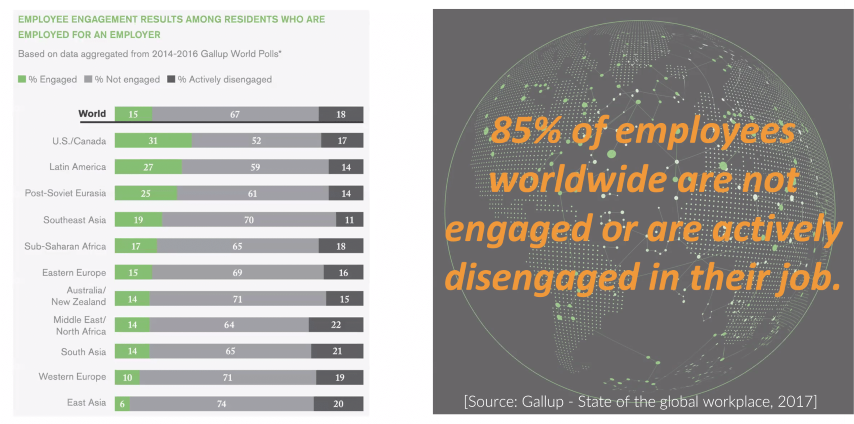 EMPLOYEE ENGAGEMENT RESULTS AMONG RESIDENTS WHO ARE
EMPLOYED FOR AN EMPLOYER
Based on data aggregated from 2014-2016 Gallup World Polls*
% Engaged % Not engaged % Actively disengaged
World 15 67 18
U.S./Canada 31 52 17
Latin America 27 59 14
Post-Soviet Eurasia 25 61 14
Southeast Asia 19 70 11
Sub-Saharan Africa 17 65 18
Eastern Europe 15 69 16
Australia/
New Zealand 14 71 15
Middle East/
North Africa 14 64 22
South Asia 14 65 21
Western Europe 10 71 19
East Asia 6 74 20
85% of employees
worldwide are not
engaged or are actively
disengaged in their job.
[Source: Gallup - State of the global workplace, 2017]